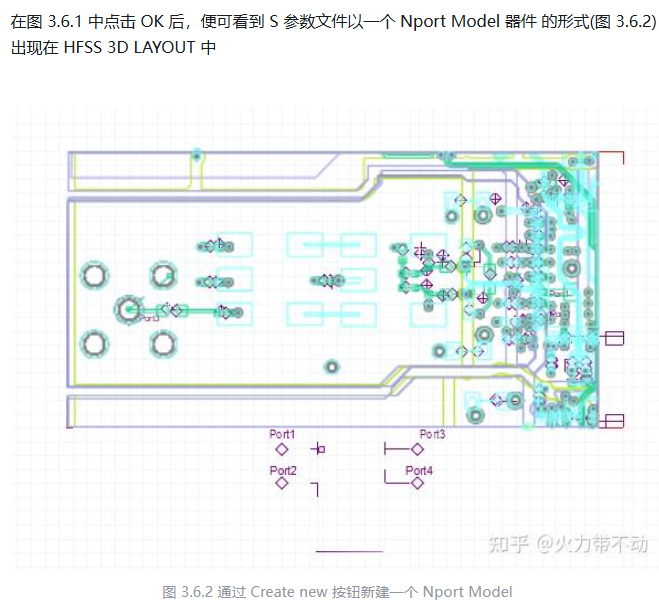 在图 3.6.1 中点击 OK 后，便可看到 S 参数文件以一个 Nport Model 器件 的形式(图 3.6.2)
出现在 HFSS 3D LAYOUT 中
Port1
Port3
Port2
Port4
知乎 @火力带不动
图 3.6.2 通过 Create new 按钮新建一个 Nport Model